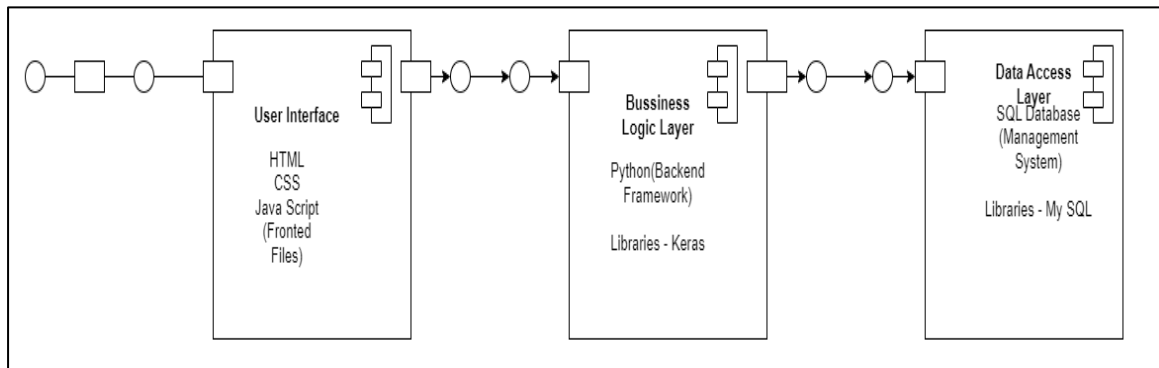 User Interface
HTML
CSS
Java Script
(Fronted
Files)
Bussiness
Logic Layer
Python(Backend
Framework)
Libraries - Keras
Data Access
Layer
SQL Database
(Management
System)
Libraries - My SQL